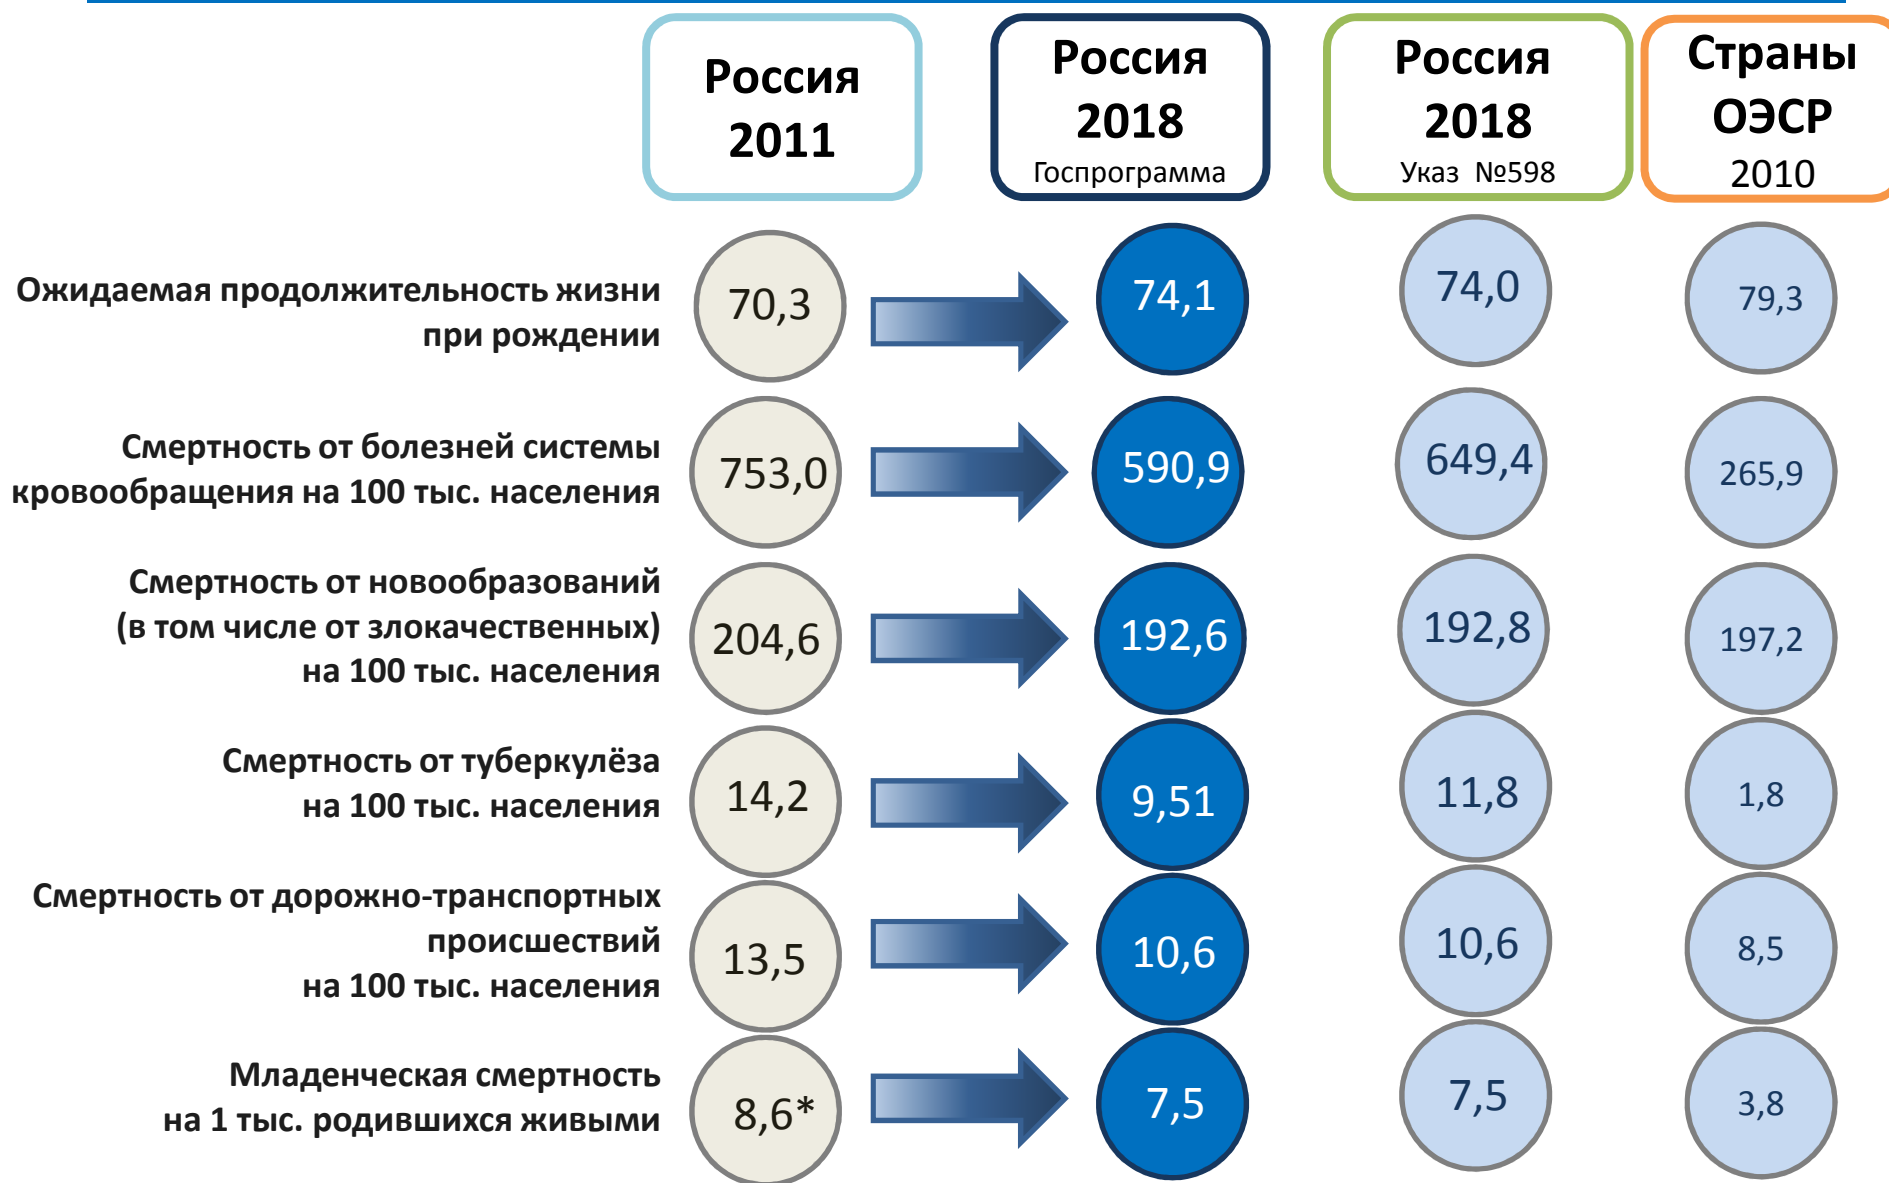 Россия
2011
Россия
2018
Госпрограмма
Россия
2018
Указ №598
Страны
ОЭСР
2010
Ожидаемая продолжительность жизни
при рождении
70,3
74,1
74,0
79,3
Смертность от болезней системы
кровообращения на 100 тыс. населения
753,0
590,9
649,4
265,9
Смертность от новообразований
(в том числе от злокачественных)
на 100 тыс. населения
204,6
192,6
192,8
197,2
Смертность от туберкулёза
на 100 тыс. населения
14,2
9,51
11,8
1,8
Смертность от дорожно-транспортных
происшествий
на 100 тыс. населения
13,5
10,6
10,6
8,5
Младенческая смертность
на 1 тыс. родившихся живыми
8,6*
7,5
7,5
3,8